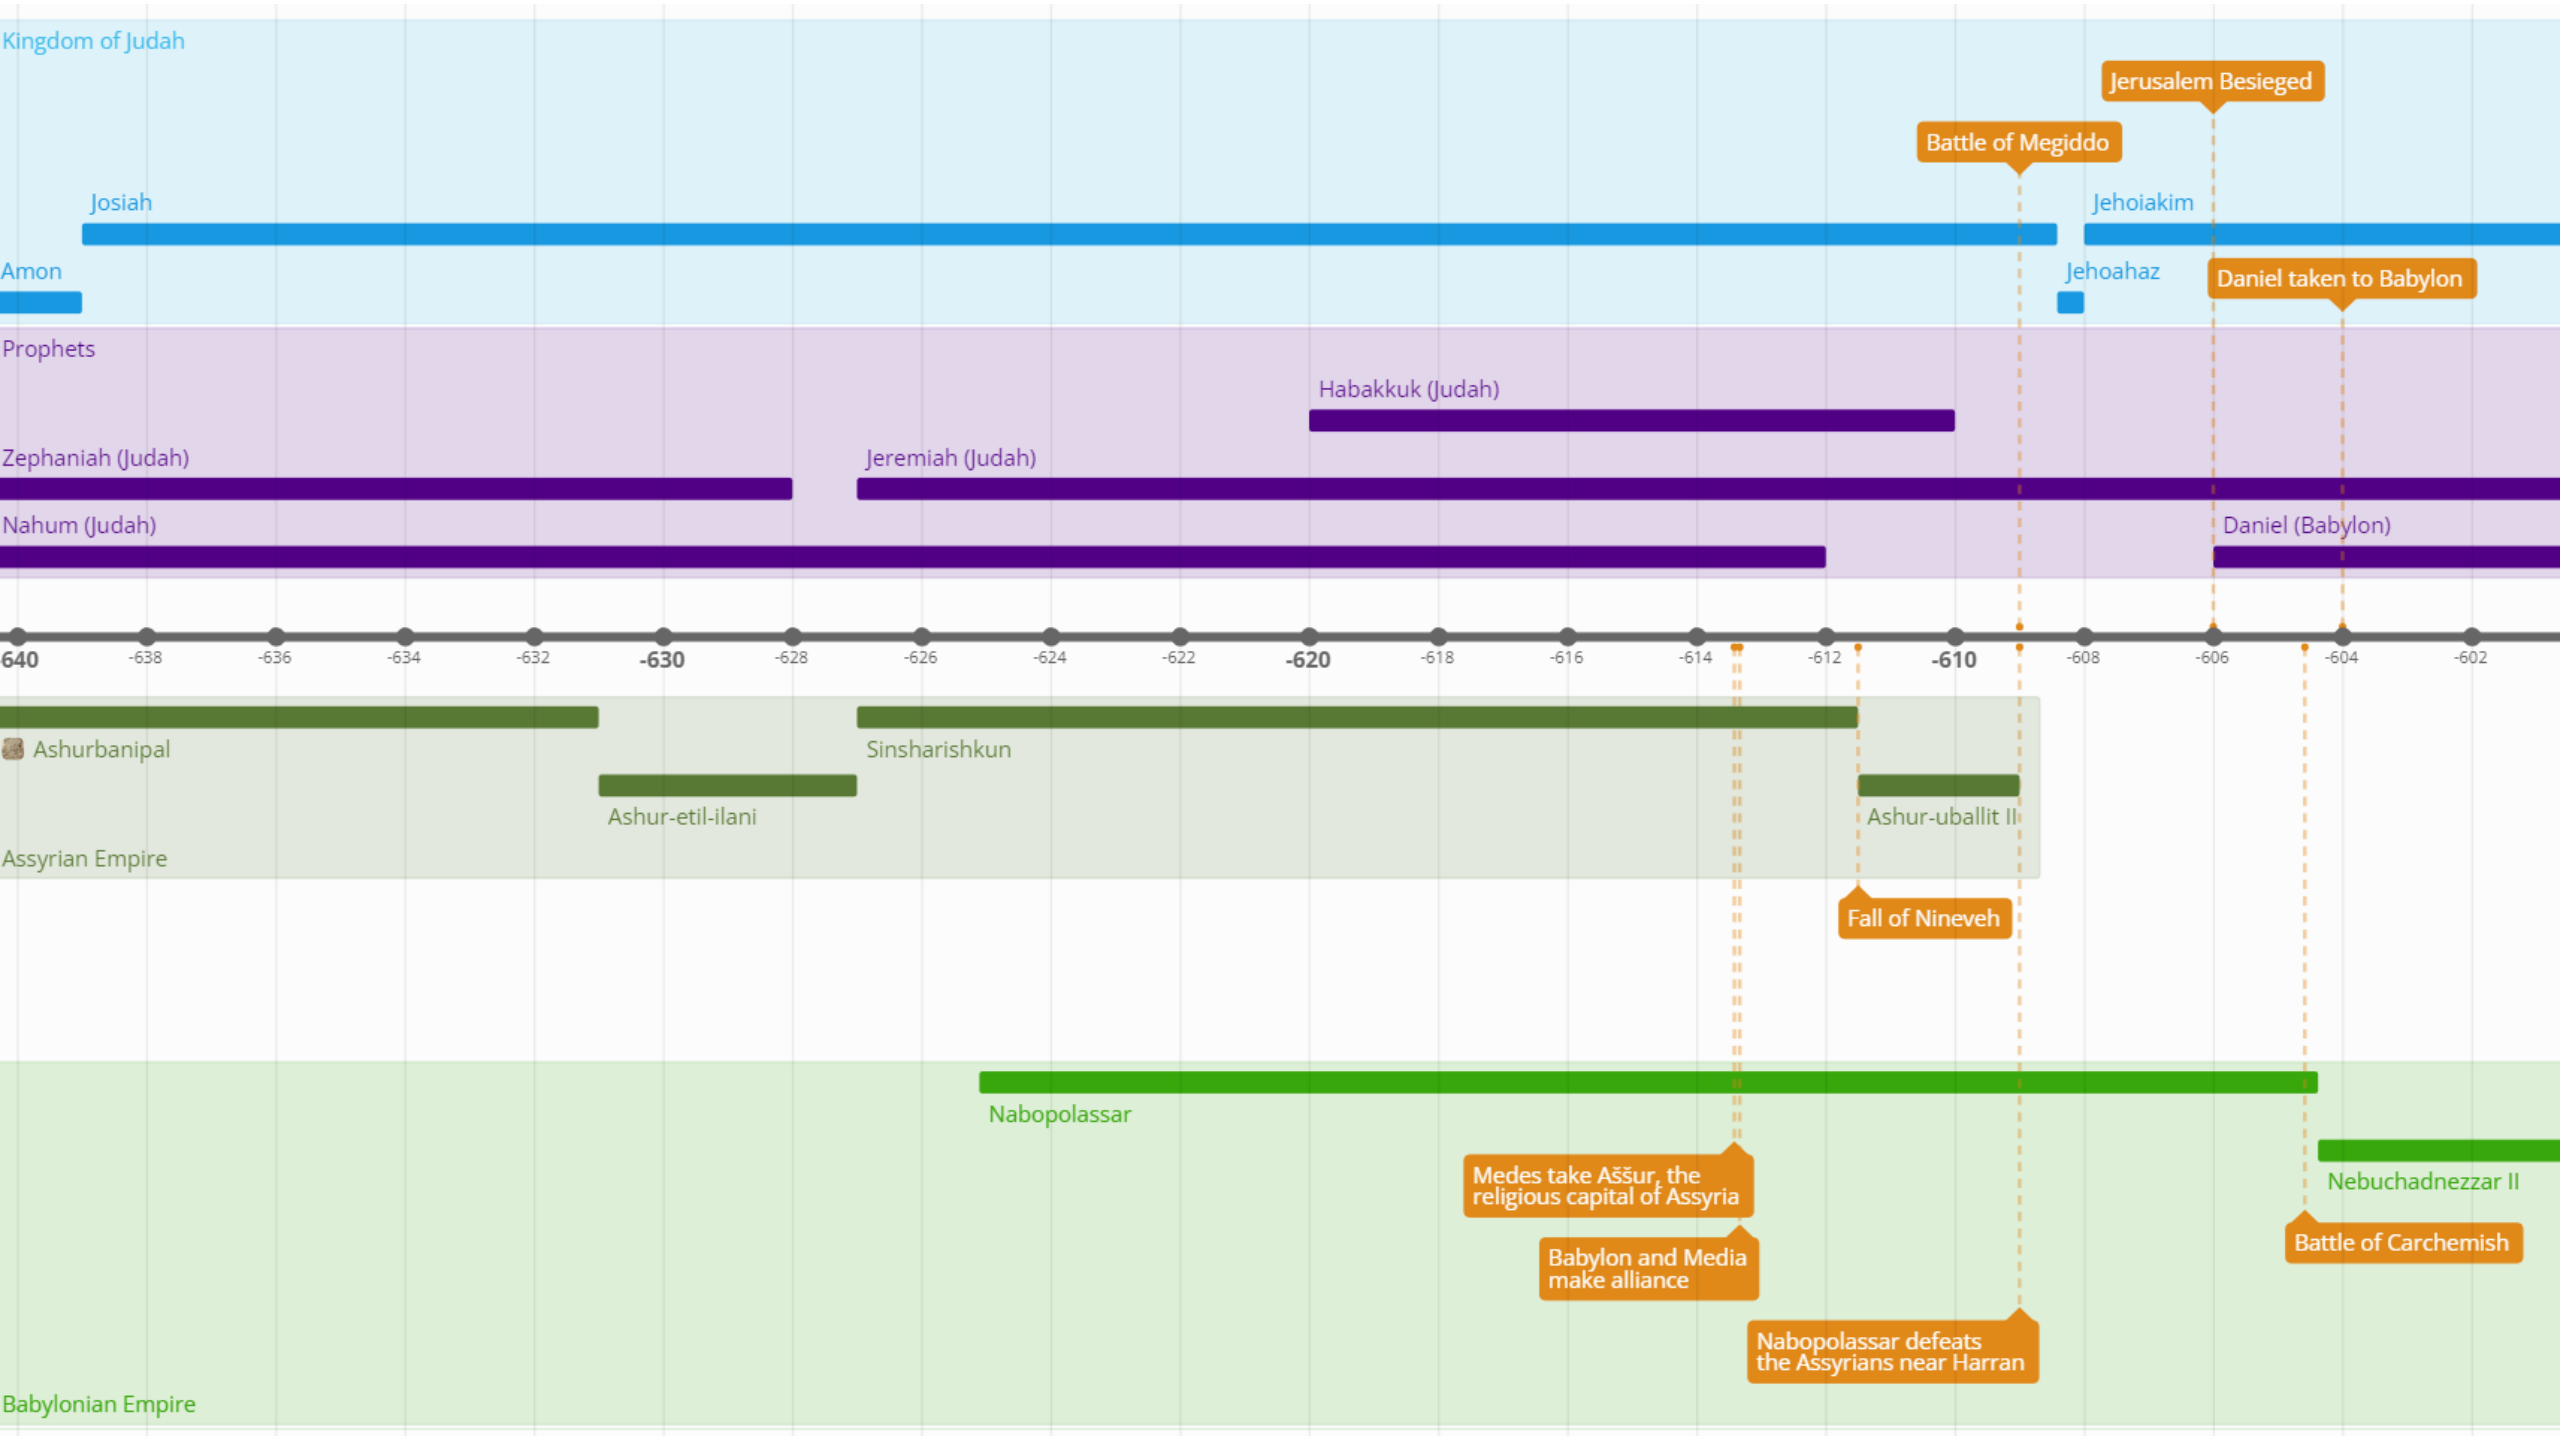 Kingdom of Judah
Jerusalem Besieged
Battle of Megiddo
Josiah
Jehoiakim
Amon
Jehoahaz
Daniel taken to Babylon
Prophets
Habakkuk (Judah)
Zephaniah (Judah)
Jeremiah (Judah)
Nahum (Judah)
Daniel (Babylon)
640 -638 -636 -634 -632 -630 -628 -626 -624 -622 -620 -618 -616 -614 -612 -610 -608 -606 -604 -602
Ashurbanipal
Sinsharishkun
Ashur-etil-ilani
Ashur-uballit II
Assyrian Empire
Fall of Nineveh
Nabopolassar
Medes take Aššur, the
religious capital of Assyria
Nebuchadnezzar II
Battle of Carchemish
Babylon and Media
make alliance
Nabopolassar defeats
the Assyrians near Harran
Babylonian Empire